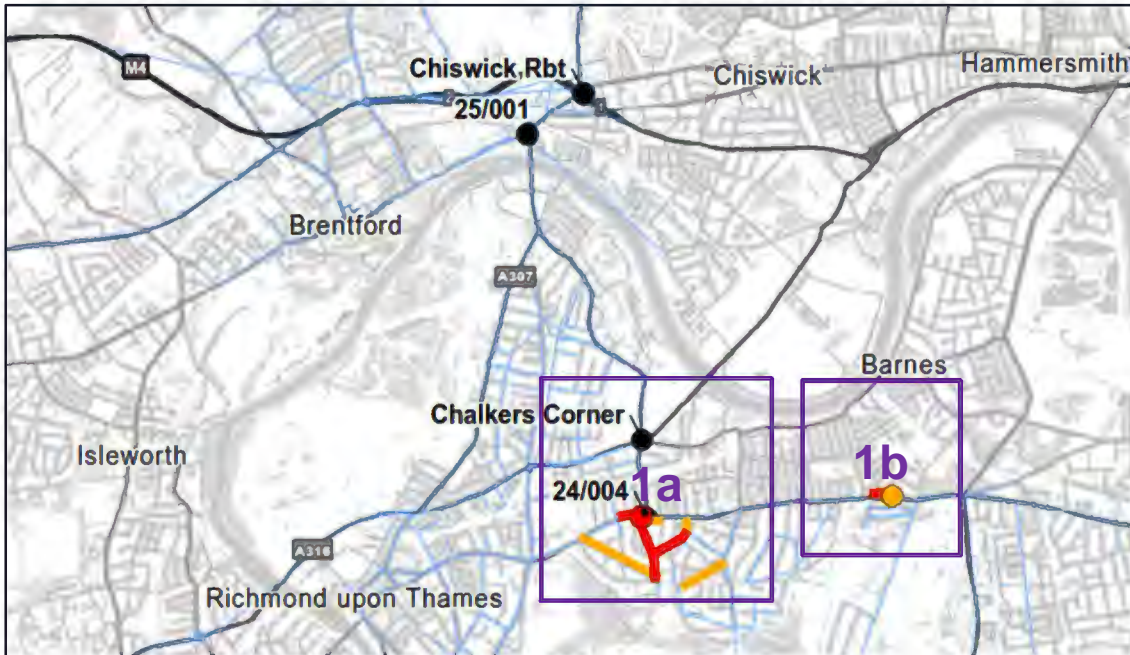 M4
Chiswick Rbt
Chiswick
Hammersmith
25/001
Brentford
A307
Barnes
Chalkers Corner
Isleworth
1a
1b
24/004
A316
Richmond upon Thames